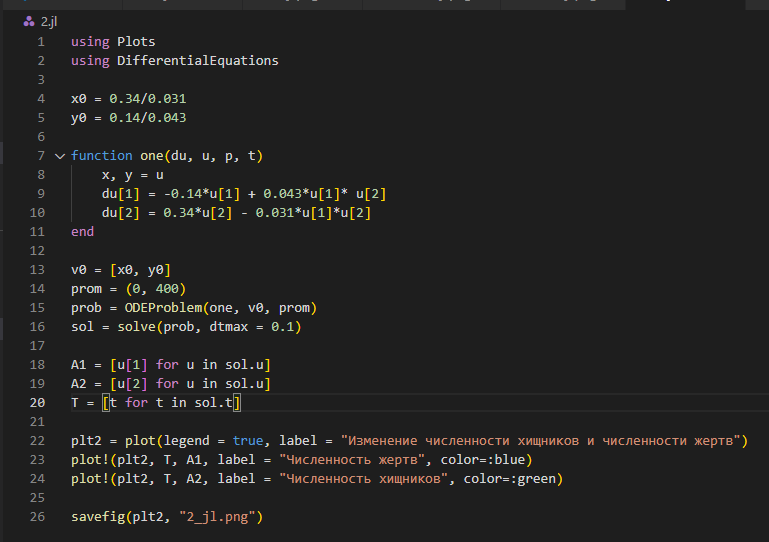 2.jl
1 using Plots
2 using DifferentialEquations
3
4 x0 = 0.34/0.031
5 y0 = 0.14/0.043
6
7 function one(du, u, p, t)
8     x, y = u
9     du[1] = -0.14*u[1] + 0.043*u[1]* u[2]
10     du[2] = 0.34*u[2] - 0.031*u[1]*u[2]
11 end
12
13 v0 = [x0, y0]
14 prom = (0, 400)
15 prob = ODEProblem(one, v0, prom)
16 sol = solve(prob, dtmax = 0.1)
17
18 A1 = [u[1] for u in sol.u]
19 A2 = [u[2] for u in sol.u]
20 T = [t for t in sol.t]
21
22 plt2 = plot(legend = true, label = "Изменение численности хищников и численности жертв")
23 plot!(plt2, T, A1, label = "Численность жертв", color=:blue)
24 plot!(plt2, T, A2, label = "Численность хищников", color=:green)
25
26 savefig(plt2, "2_jl.png")